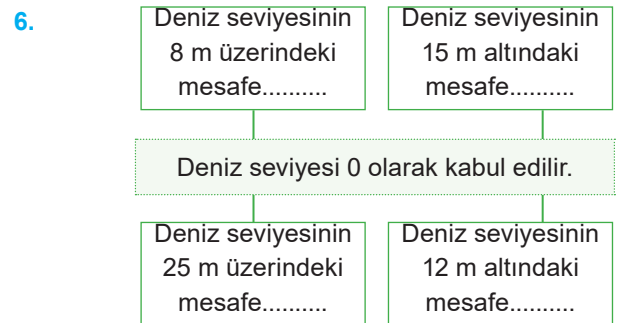 6.
Deniz seviyesinin
8 m üzerindeki
mesafe..........
Deniz seviyesinin
15 m altındaki
mesafe..........
Deniz seviyesi 0 olarak kabul edilir.
Deniz seviyesinin
25 m üzerindeki
mesafe..........
Deniz seviyesinin
12 m altındaki
mesafe..........